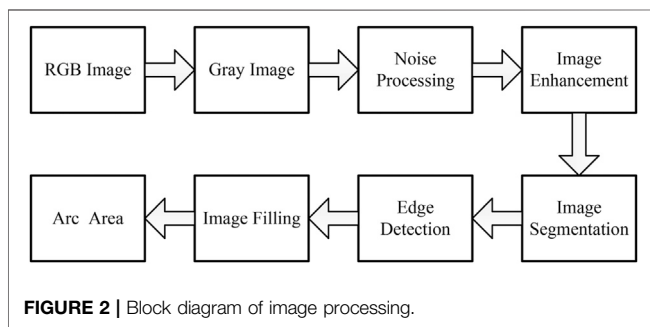 RGB Image
Gray Image
Noise
Processing
Image
Enhancement
Image
Segmentation
Edge
Detection
Image Filling
Arc Area
FIGURE 2 | Block diagram of image processing.